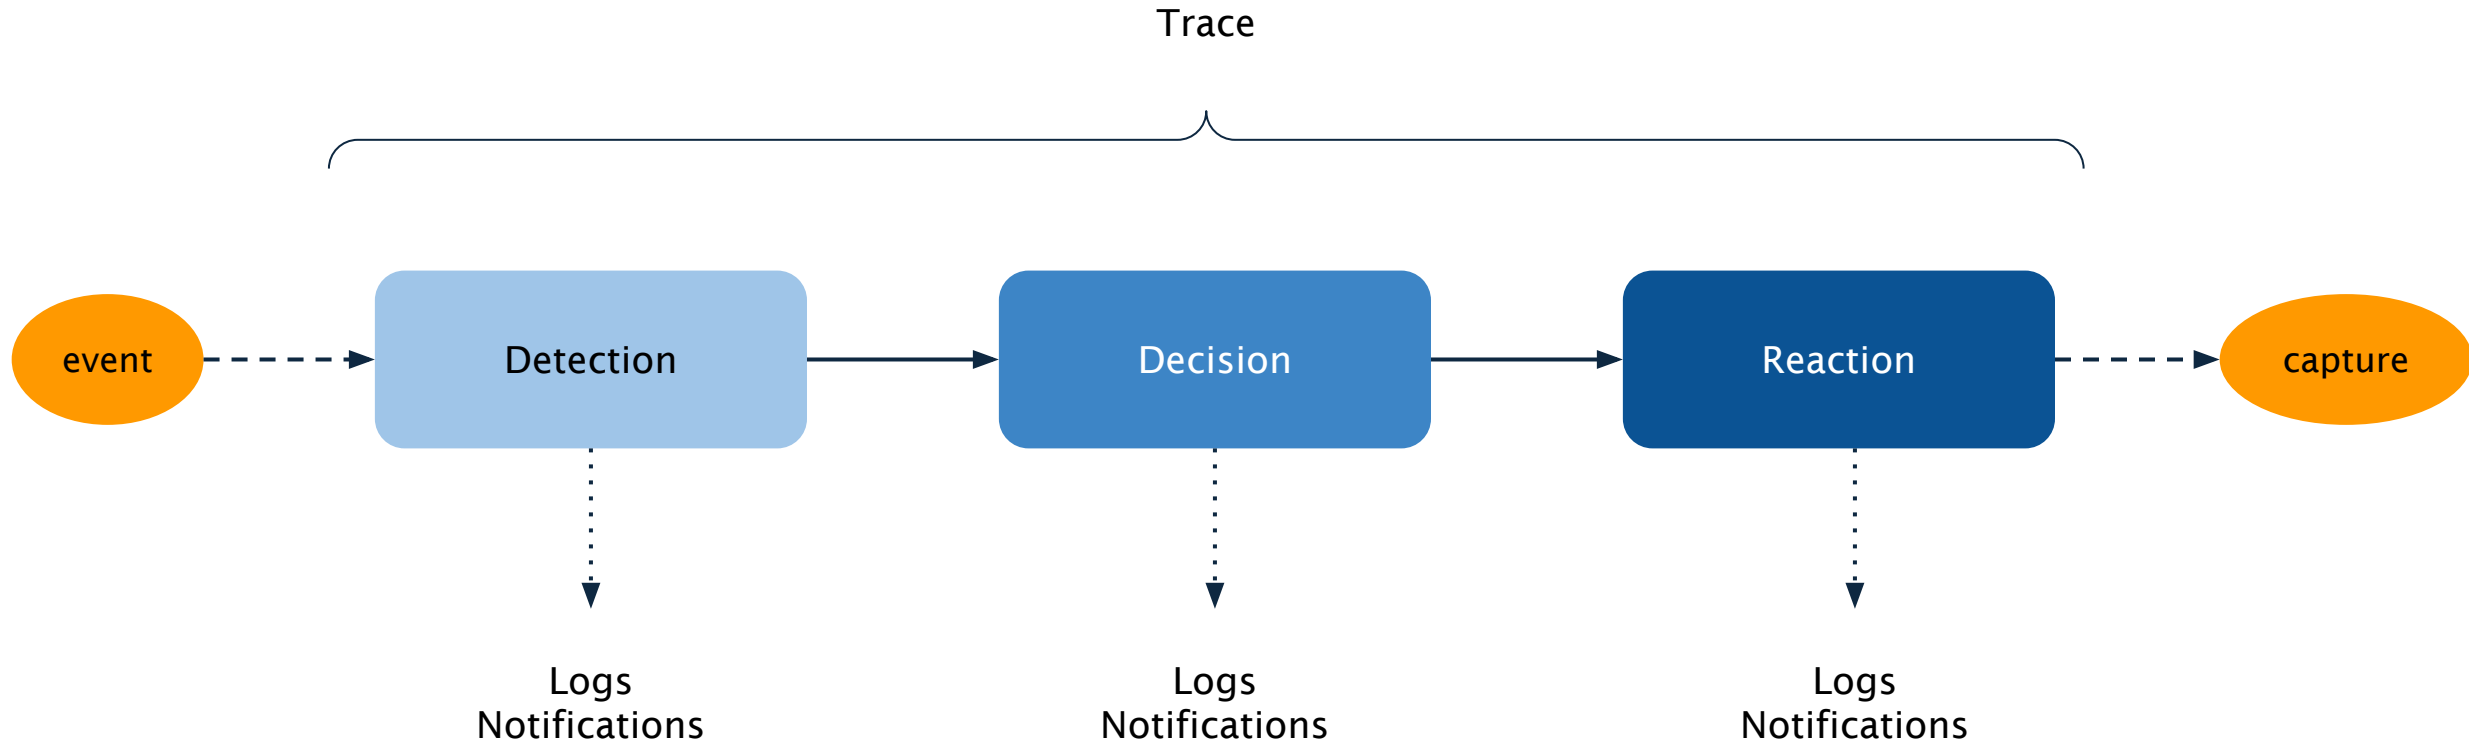 Trace
event
Detection
Decision
Reaction
capture
Logs
Notifications
Logs
Notifications
Logs
Notifications